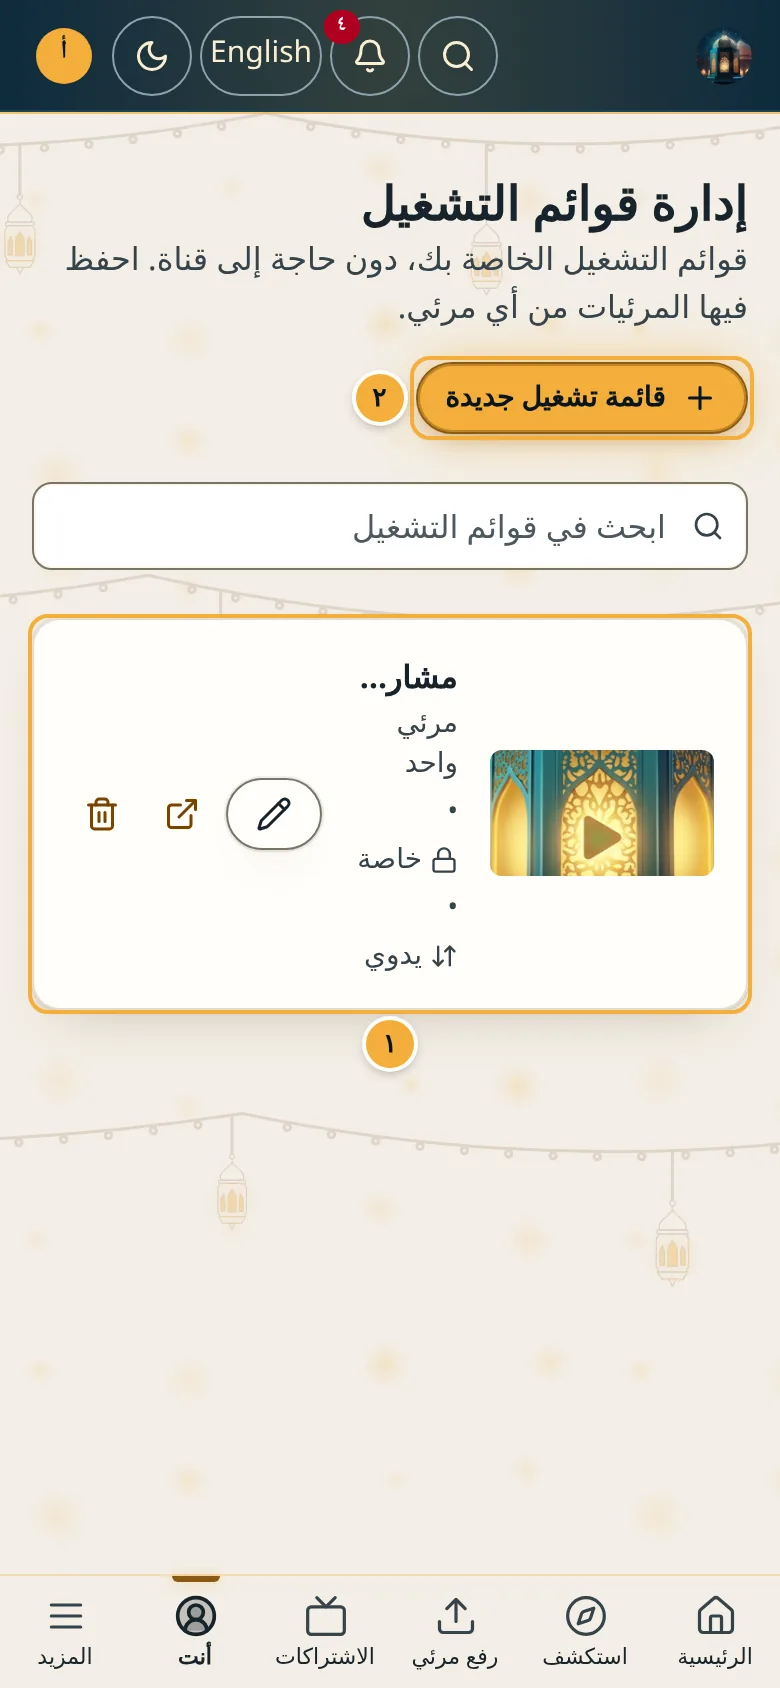 ٤
English
أ
إدارة قوائم التشغيل
قوائم التشغيل الخاصة بك، دون حاجة إلى قناة. احفظ
فيها المرئيات من أي مرئي.
قائمة تشغيل جديدة
٢
ابحث في قوائم التشغيل
مشار...
مرئي
واحد
•
خاصة
•
يدوي
١
الرئيسية
استكشف
رفع مرئي
الاشتراكات
أنت
المزيد